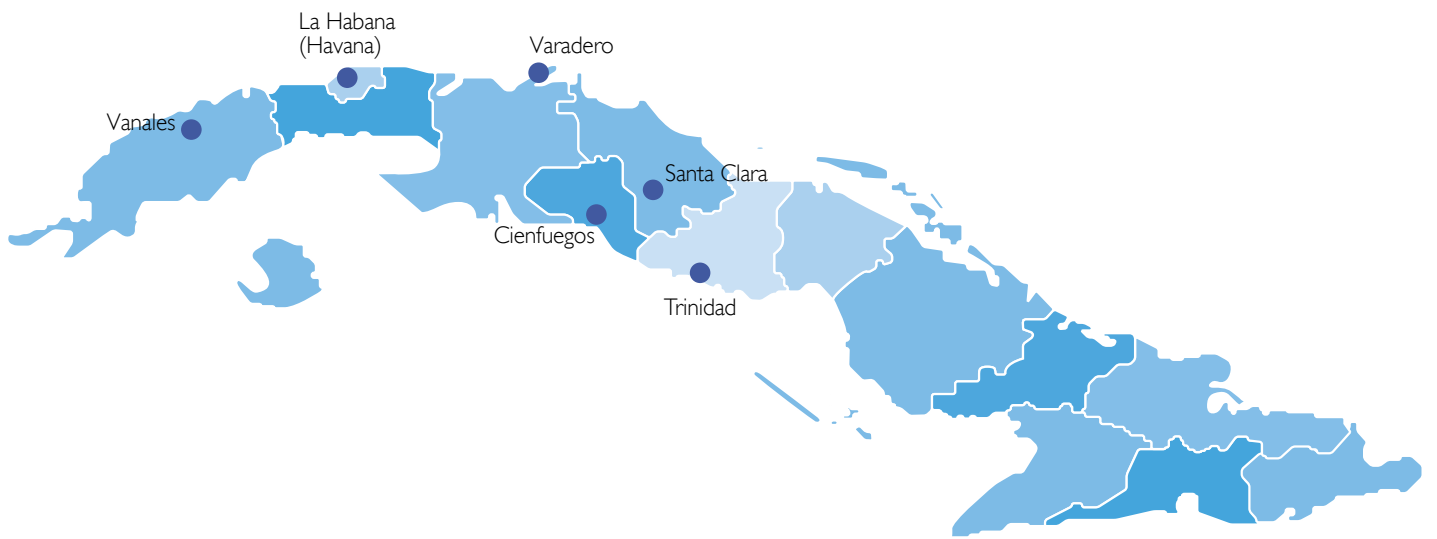 La Habana
(Havana)
Varadero
Vanales
Santa Clara
Cienfuegos
Trinidad